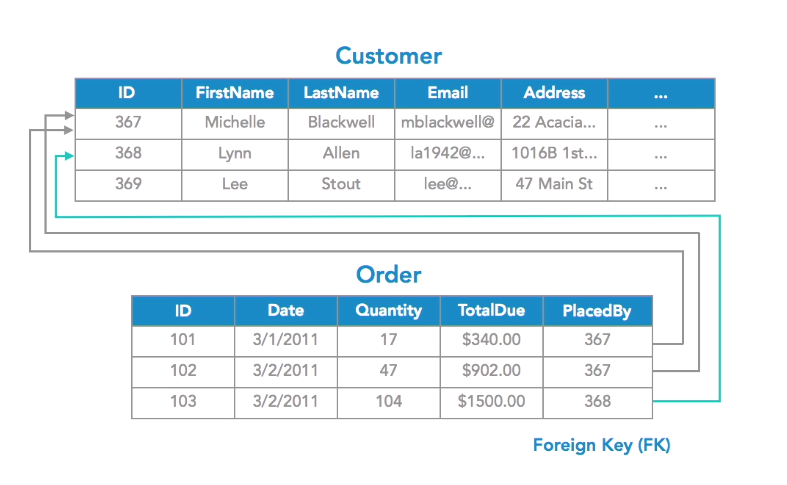 Customer
ID FirstName LastName Email Address ...
367 Michelle Blackwell mblackwell@ 22 Acacia... ...
368 Lynn Allen la1942@... 1016B 1st... ...
369 Lee Stout lee@... 47 Main St ...
Order
ID Date Quantity TotalDue PlacedBy
101 3/1/2011 17 $340.00 367
102 3/2/2011 47 $902.00 367
103 3/2/2011 104 $1500.00 368
Foreign Key (FK)